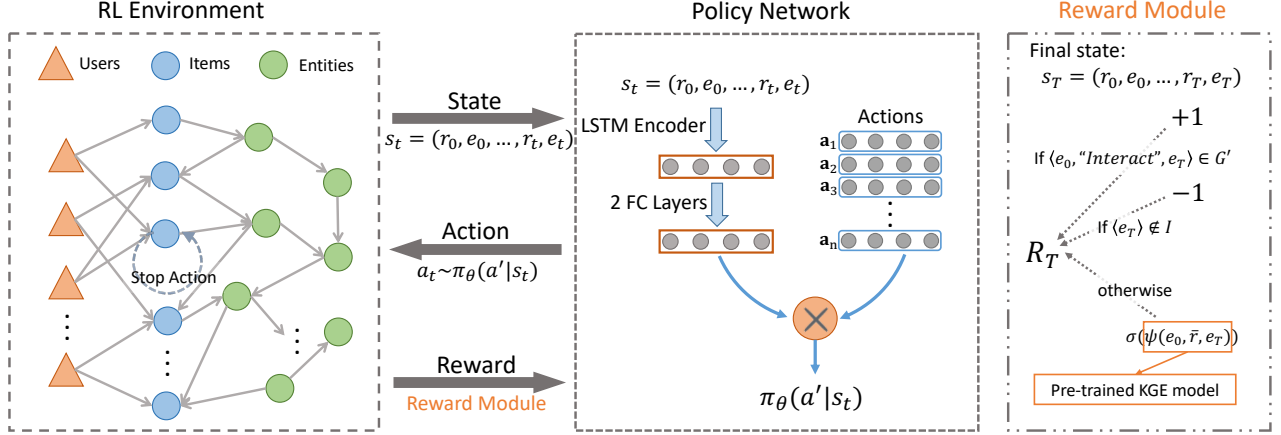 RL Environment
Users
Items
Entities
Stop Action
State
s_t = (r_0, e_0, …, r_t, e_t)
Action
a_t~π_θ(a'|s_t)
Reward
Reward Module
Policy Network
s_t = (r_0, e_0, …, r_t, e_t)
LSTM Encoder
2 FC Layers
Actions
a_1
a_2
a_3
a_n
π_θ(a'|s_t)
Reward Module
Final state:
s_T = (r_0, e_0, …, r_T, e_T)
+1
If ⟨e_0, “Interact”, e_T⟩ ∈ G'
−1
If ⟨e_T⟩ ∉ I
R_T
otherwise
σ(ψ(e_0, r̄, e_T))
Pre-trained KGE model